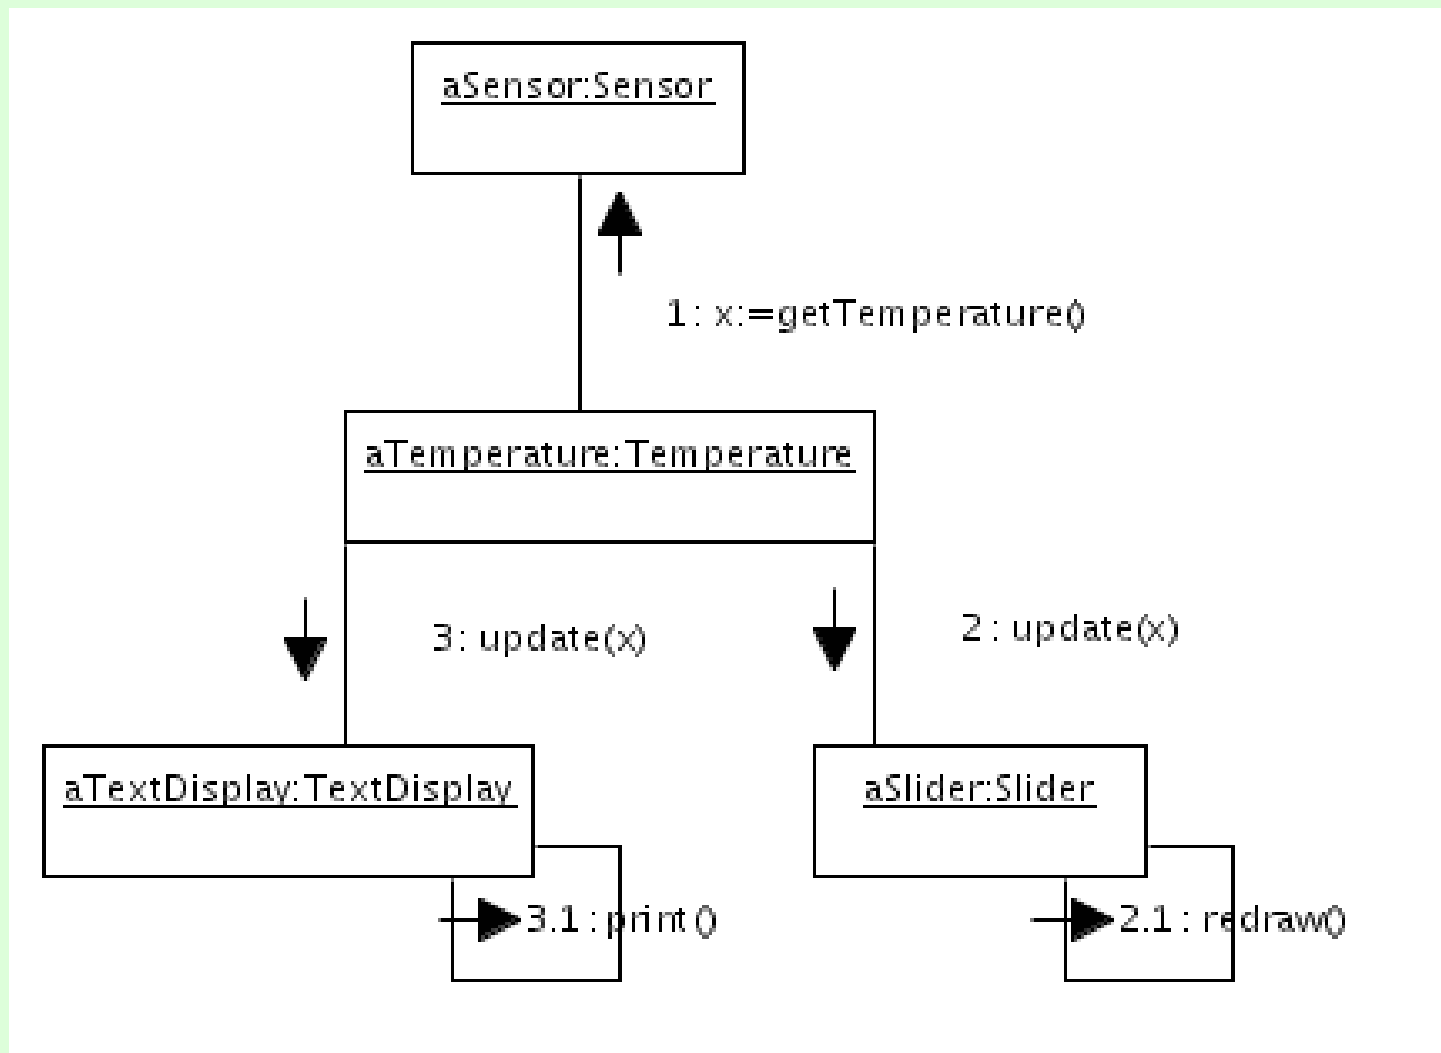 aSensor:Sensor
1: x:=getTemperature()
aTemperature:Temperature
3: update(x)
2: update(x)
aTextDisplay:TextDisplay
aSlider:Slider
3.1: print()
2.1: redraw()